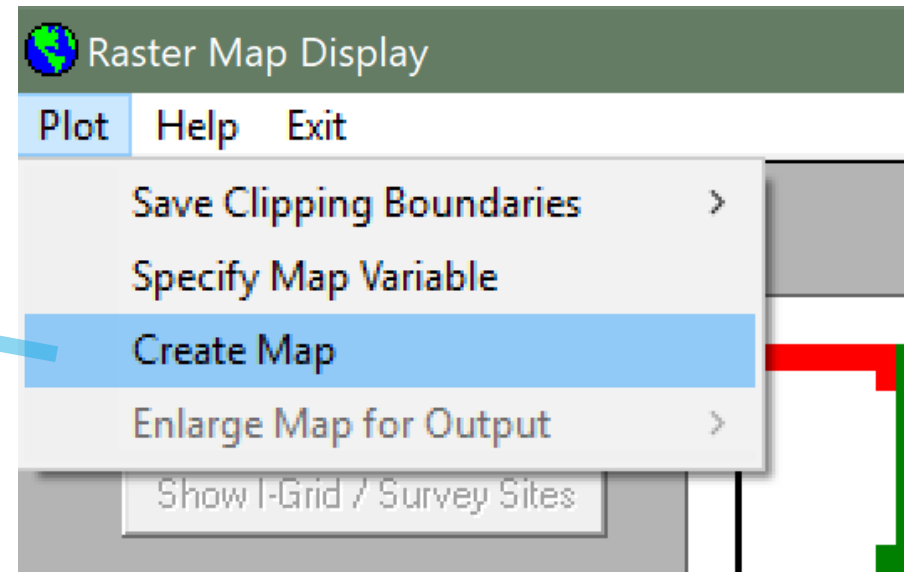 Raster Map Display
Plot Help Exit
Save Clipping Boundaries
Specify Map Variable
Create Map
Enlarge Map for Output
Show I-Grid / Survey Sites